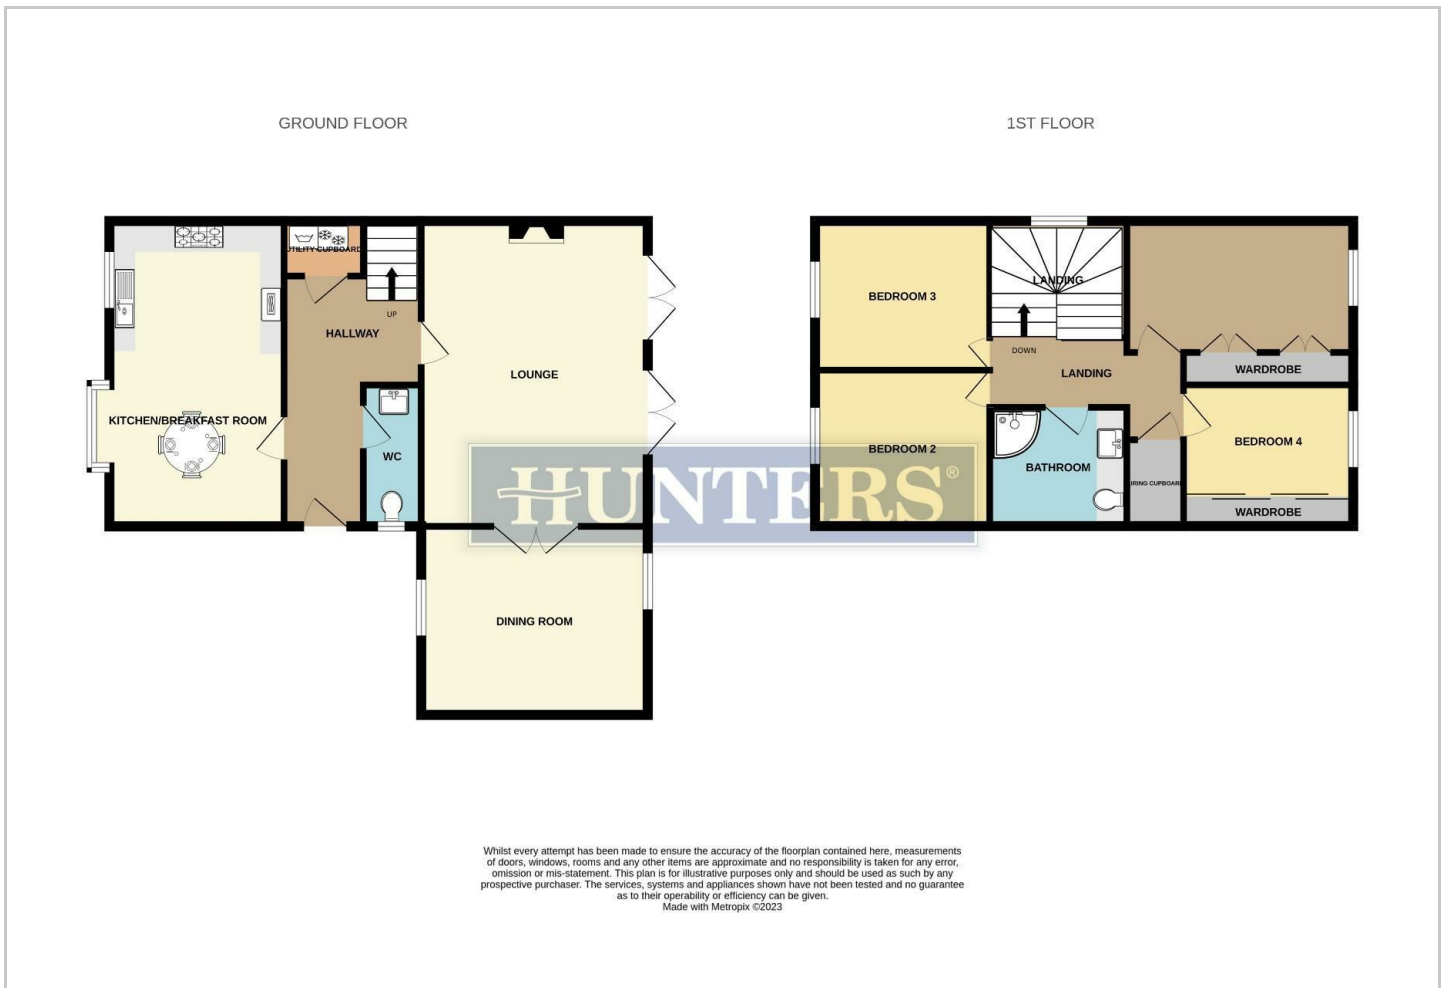 GROUND FLOOR
1ST FLOOR
UTILITY CUPBOARD
UP
HALLWAY
LOUNGE
KITCHEN/BREAKFAST ROOM
WC
DINING ROOM
BEDROOM 3
LANDING
DOWN
LANDING
WARDROBE
BEDROOM 2
BATHROOM
BEDROOM 4
WARDROBE
HUNTERS®
Whilst every attempt has been made to ensure the accuracy of the floorplan contained here, measurements
of doors, windows, rooms and any other items are approximate and no responsibility is taken for any error,
omission or mis-statement. This plan is for illustrative purposes only and should be used as such by any
prospective purchaser. The services, systems and appliances shown have not been tested and no guarantee
as to their operability or efficiency can be given.
Made with Metropix ©2023